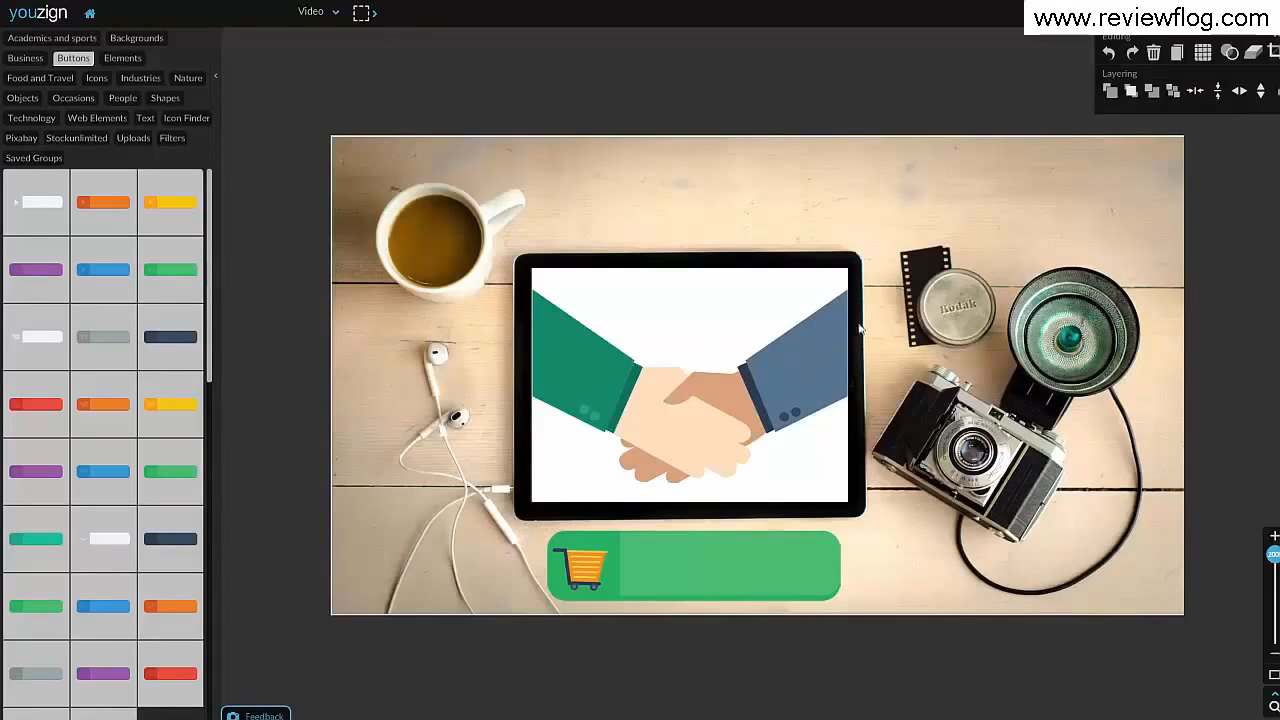 youzign
Video
www.reviewflog.com
Editing
Layering
Academics and sports Backgrounds
Business Buttons Elements
Food and Travel Icons Industries Nature
Objects Occasions People Shapes
Technology Web Elements Text Icon Finder
Pixabay Stockunlimited Uploads Filters
Saved Groups
Kodak
Feedback